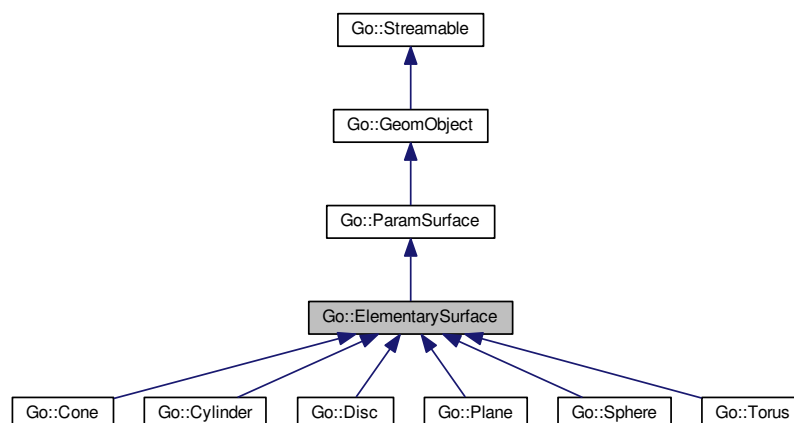 Go::Streamable
Go::GeomObject
Go::ParamSurface
Go::ElementarySurface
Go::Cone
Go::Cylinder
Go::Disc
Go::Plane
Go::Sphere
Go::Torus